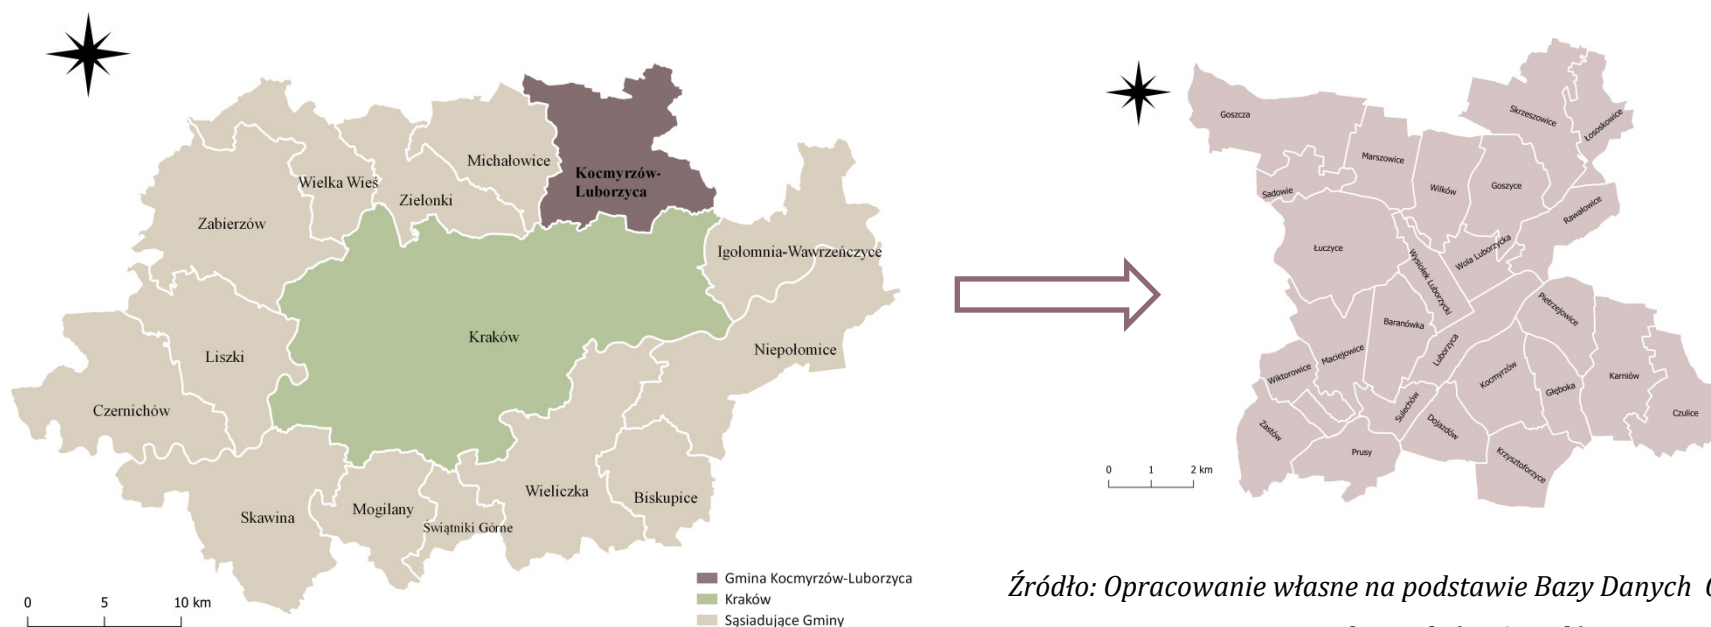 Michałowice
Kocmyrzów-
Luborzyca
Wielka Wieś
Zielonki
Zabierzów
Igołomnia-Wawrzeńczyce
Kraków
Niepołomice
Liszki
Czernichów
Wieliczka
Biskupice
Mogilany
Skawina
Świątniki Górne
0 5 10 km
Gmina Kocmyrzów-Luborzyca
Kraków
Sąsiadujące Gminy
Goszcza
Skrzeszowice
Łososkowice
Marszowice
Sadowie
Wilków
Goszyce
Rawałowice
Łuczyce
Wola Luborzycka
Wysiołek Luborzycki
Pietrzejowice
Baranówka
Luborzyca
Maciejowice
Wiktorowice
Kocmyrzów
Głęboka
Karniów
Czulice
Sulechów
Zastów
Dojazdów
Prusy
Krzysztoforzyce
0 1 2 km
Źródło: Opracowanie własne na podstawie Bazy Danych